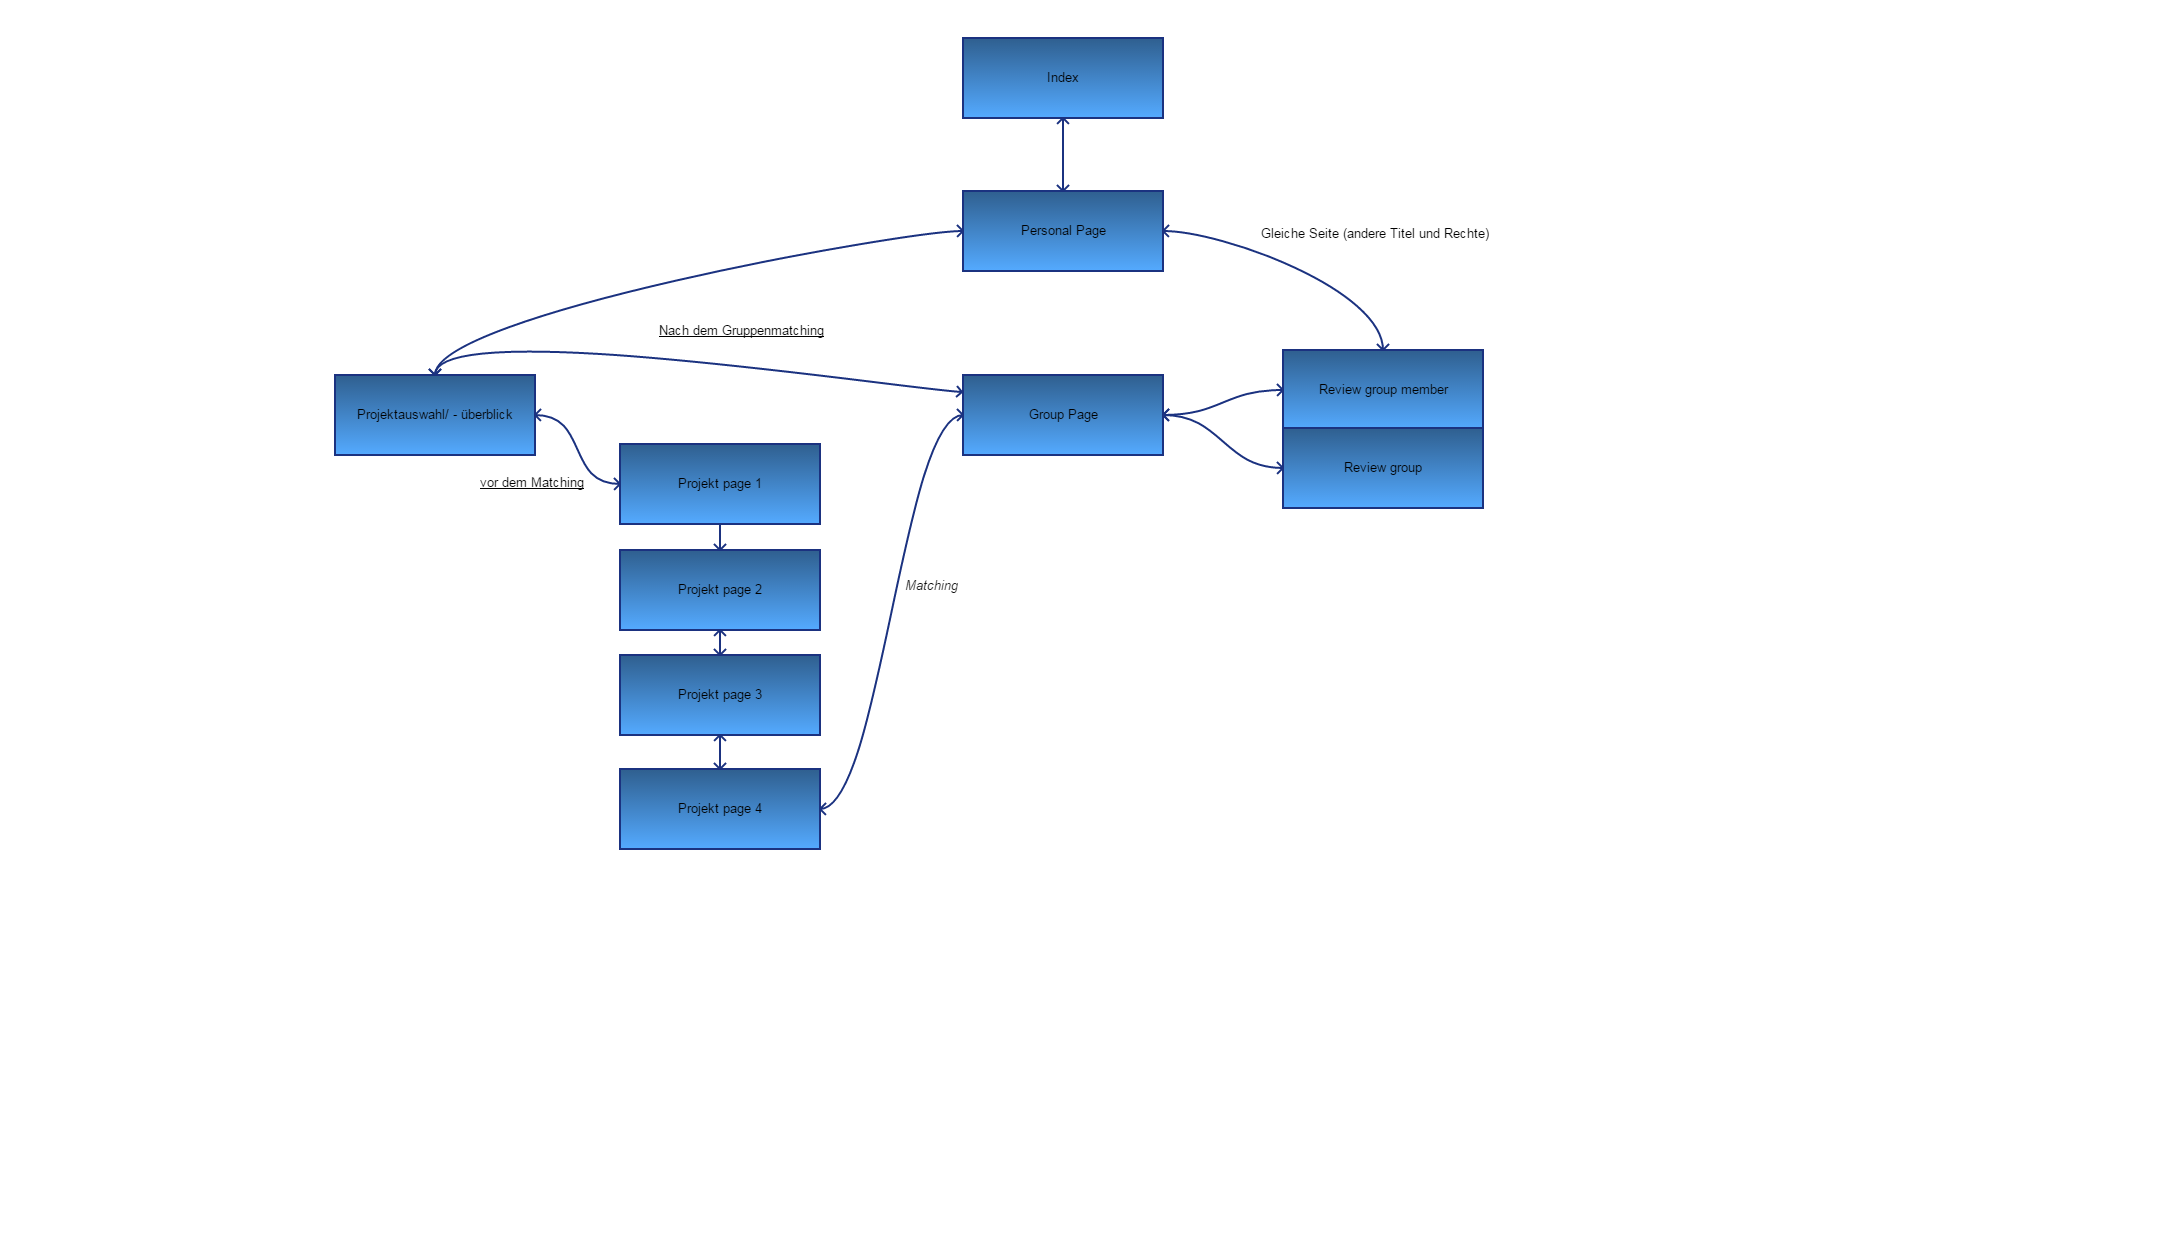 Index
Personal Page
Gleiche Seite (andere Titel und Rechte)
Nach dem Gruppenmatching
Projektauswahl/ - überblick
Group Page
Review group member
Review group
vor dem Matching
Projekt page 1
Projekt page 2
Matching
Projekt page 3
Projekt page 4